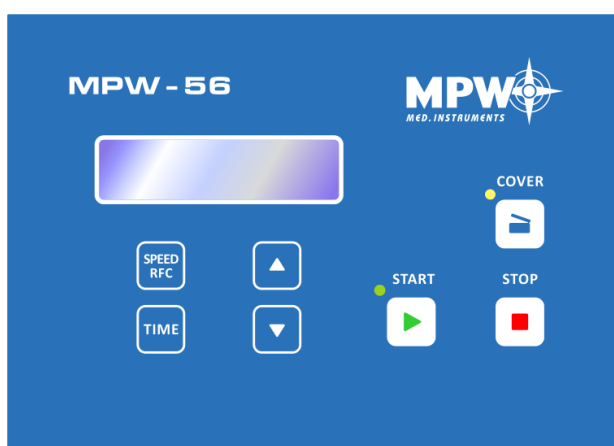 MPW - 56
MPW
MED. INSTRUMENTS
COVER
SPEED
RFC
START
STOP
TIME